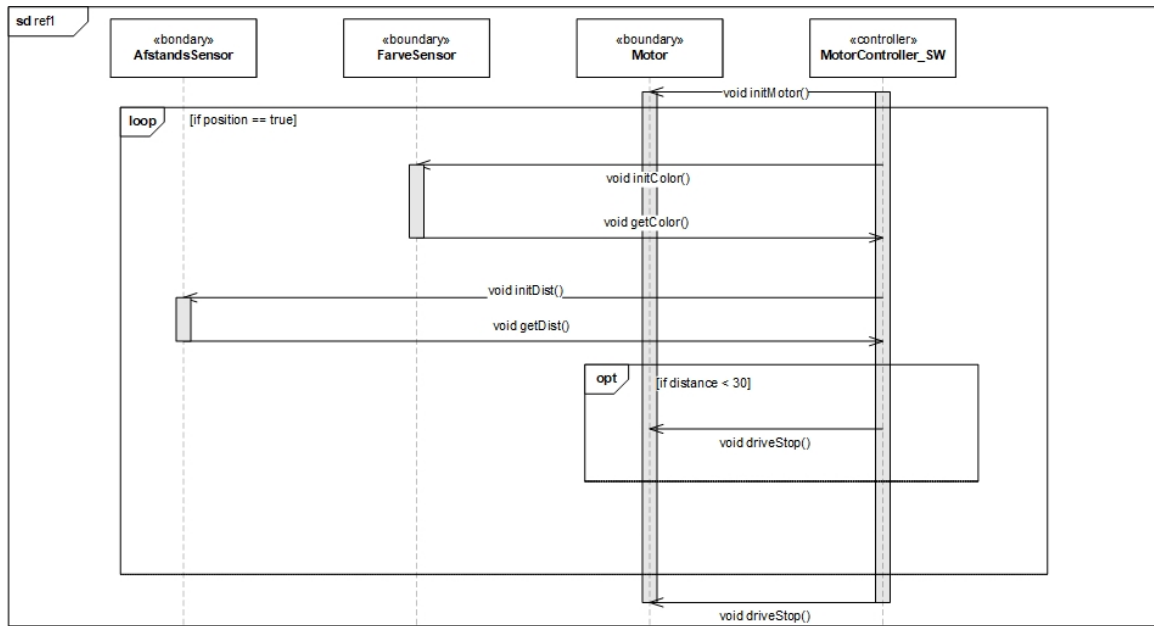 sd ref1
«bondary»
AfstandsSensor
«boundary»
FarveSensor
«boundary»
Motor
«controller»
MotorController_SW
void initMotor()
loop
[if position == true]
void initColor()
void getColor()
void initDist()
void getDist()
opt
[if distance < 30]
void driveStop()
void driveStop()